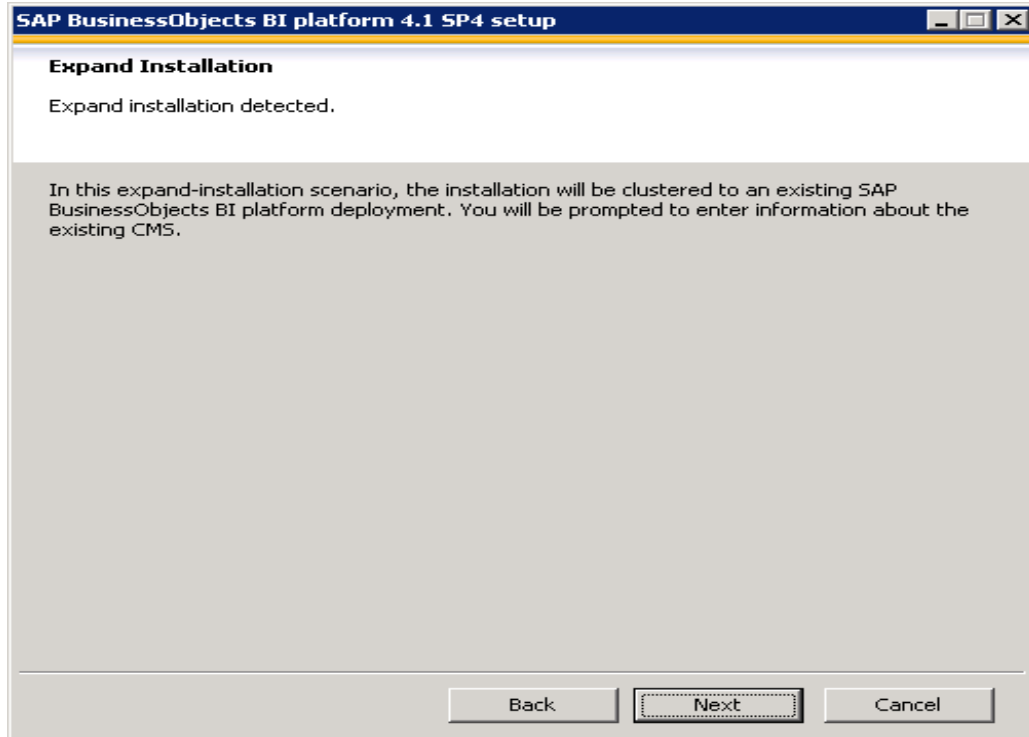 SAP BusinessObjects BI platform 4.1 SP4 setup
Expand Installation
Expand installation detected.
In this expand-installation scenario, the installation will be clustered to an existing SAP
BusinessObjects BI platform deployment. You will be prompted to enter information about the
existing CMS.
Back Next Cancel